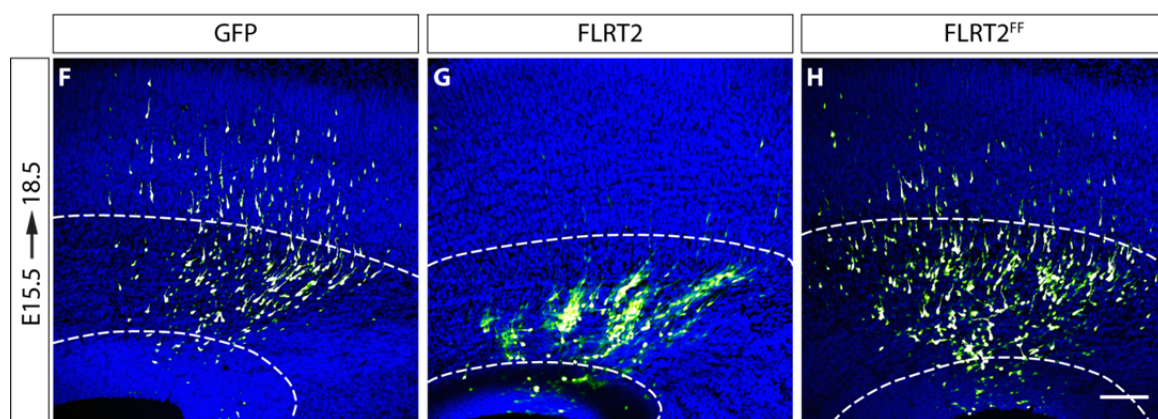 GFP
FLRT2
FLRT2FF
F
G
H
E15.5 → 18.5